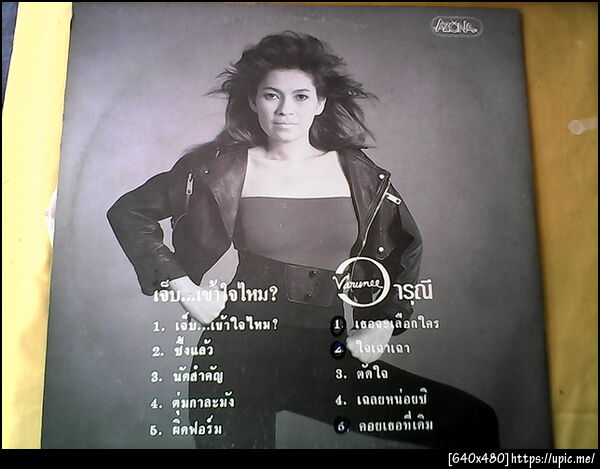 AZONA
เจ็บ...เข้าใจไหม?
1. เจ็บ...เข้าใจไหม?
2. ซึ้งแล้ว
3. นัดสำคัญ
4. ตุ่มกาละมัง
5. ผิดฟอร์ม
Varunee
วารุณี
1. เธอจะเลือกใคร
2. ใจเฉาเฉา
3. ตัดใจ
4. เฉลยหน่อยซิ
5. คอยเธอที่เดิม
[640x480]https://upic.me/